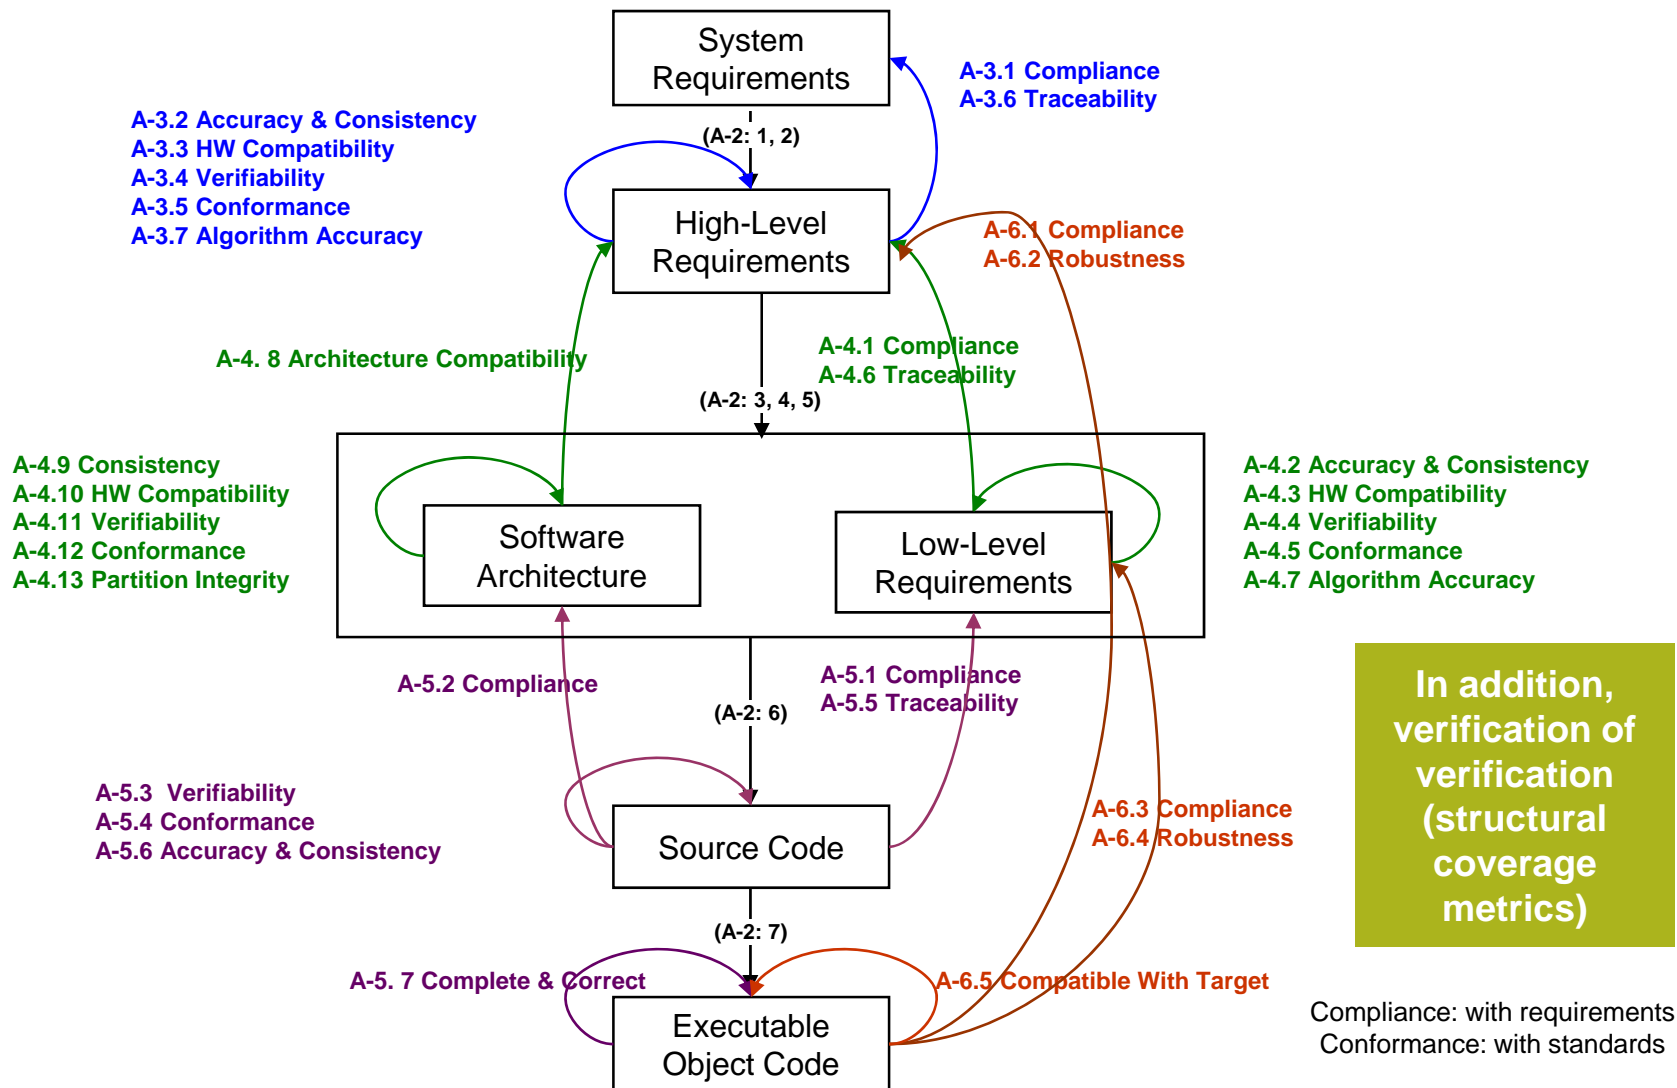 System
Requirements
A-3.1 Compliance
A-3.6 Traceability
A-3.2 Accuracy & Consistency
A-3.3 HW Compatibility
A-3.4 Verifiability
A-3.5 Conformance
A-3.7 Algorithm Accuracy
(A-2: 1, 2)
High-Level
Requirements
A-6.1 Compliance
A-6.2 Robustness
A-4. 8 Architecture Compatibility
A-4.1 Compliance
A-4.6 Traceability
(A-2: 3, 4, 5)
A-4.9 Consistency
A-4.10 HW Compatibility
A-4.11 Verifiability
A-4.12 Conformance
A-4.13 Partition Integrity
Software
Architecture
Low-Level
Requirements
A-4.2 Accuracy & Consistency
A-4.3 HW Compatibility
A-4.4 Verifiability
A-4.5 Conformance
A-4.7 Algorithm Accuracy
A-5.2 Compliance
A-5.1 Compliance
A-5.5 Traceability
(A-2: 6)
In addition,
verification of
verification
(structural
coverage
metrics)
A-5.3  Verifiability
A-5.4 Conformance
A-5.6 Accuracy & Consistency
Source Code
A-6.3 Compliance
A-6.4 Robustness
(A-2: 7)
A-5. 7 Complete & Correct
A-6.5 Compatible With Target
Executable
Object Code
Compliance: with requirements
Conformance: with standards